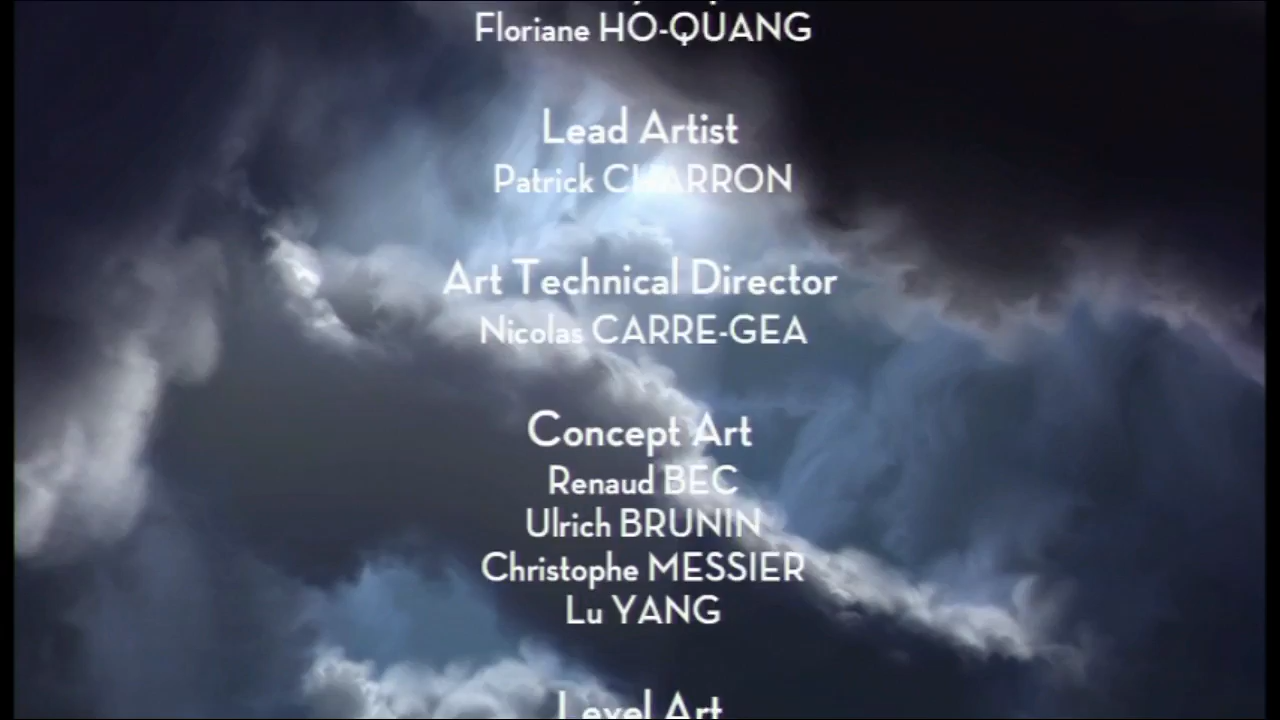 Floriane HO-QUANG
Lead Artist
Patrick CHARRON
Art Technical Director
Nicolas CARRE-GEA
Concept Art
Renaud BEC
Ulrich BRUNIN
Christophe MESSIER
Lu YANG
Level Art